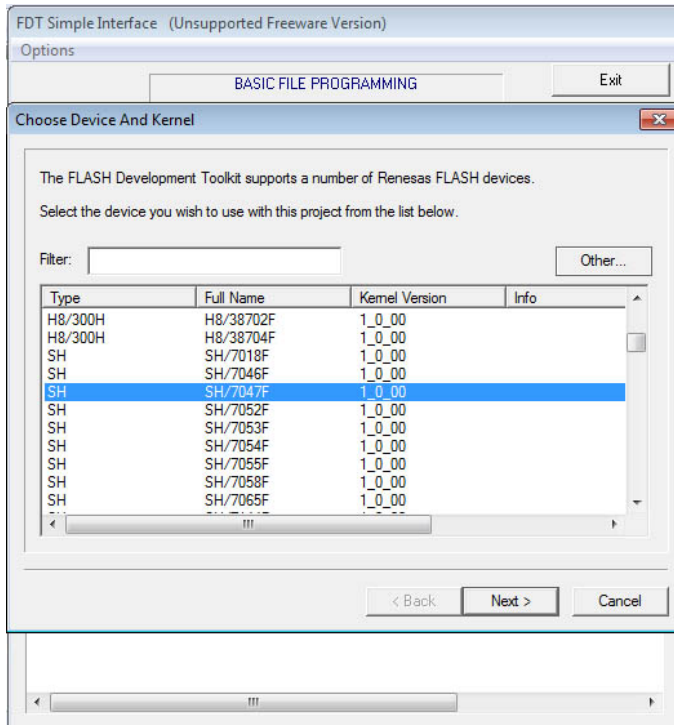 FDT Simple Interface (Unsupported Freeware Version)
Options
BASIC FILE PROGRAMMING Exit
Choose Device And Kernel
The FLASH Development Toolkit supports a number of Renesas FLASH devices.
Select the device you wish to use with this project from the list below.
Filter: Other...
Type Full Name Kernel Version Info
H8/300H H8/38702F 1_0_00
H8/300H H8/38704F 1_0_00
SH SH/7018F 1_0_00
SH SH/7046F 1_0_00
SH SH/7047F 1_0_00
SH SH/7052F 1_0_00
SH SH/7053F 1_0_00
SH SH/7054F 1_0_00
SH SH/7055F 1_0_00
SH SH/7058F 1_0_00
SH SH/7065F 1_0_00
< Back Next > Cancel